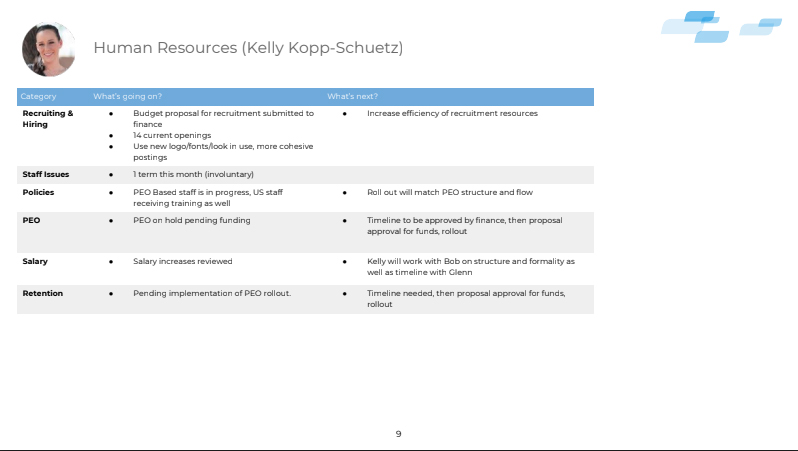 Human Resources (Kelly Kopp-Schuetz)
Category What's going on? What's next?
Recruiting &
Hiring
● Budget proposal for recruitment submitted to
finance
● 14 current openings
● Use new logo/fonts/look in use, more cohesive
postings
● Increase efficiency of recruitment resources
Staff Issues ● 1 term this month (involuntary)
Policies
● PEO Based staff is in progress, US staff
receiving training as well
● Roll out will match PEO structure and flow
PEO
● PEO on hold pending funding
● Timeline to be approved by finance, then proposal
approval for funds, rollout
Salary
● Salary increases reviewed
● Kelly will work with Bob on structure and formality as
well as timeline with Glenn
Retention
● Pending implementation of PEO rollout.
● Timeline needed, then proposal approval for funds,
rollout
9